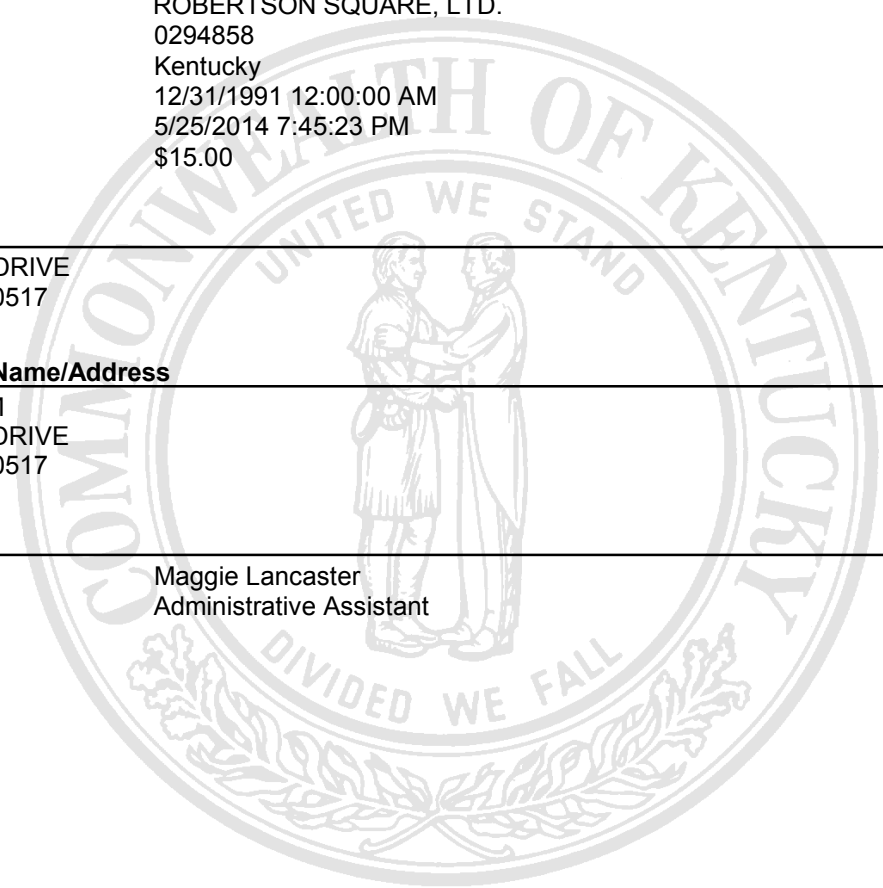 ROBERTSON SQUARE, LTD.
0294858
Kentucky
12/31/1991 12:00:00 AM
5/25/2014 7:45:23 PM
$15.00
COMMONWEALTH OF KENTUCKY
UNITED WE STAND
DRIVE
0517
Name/Address
DRIVE
0517
Maggie Lancaster
Administrative Assistant
DIVIDED WE FALL